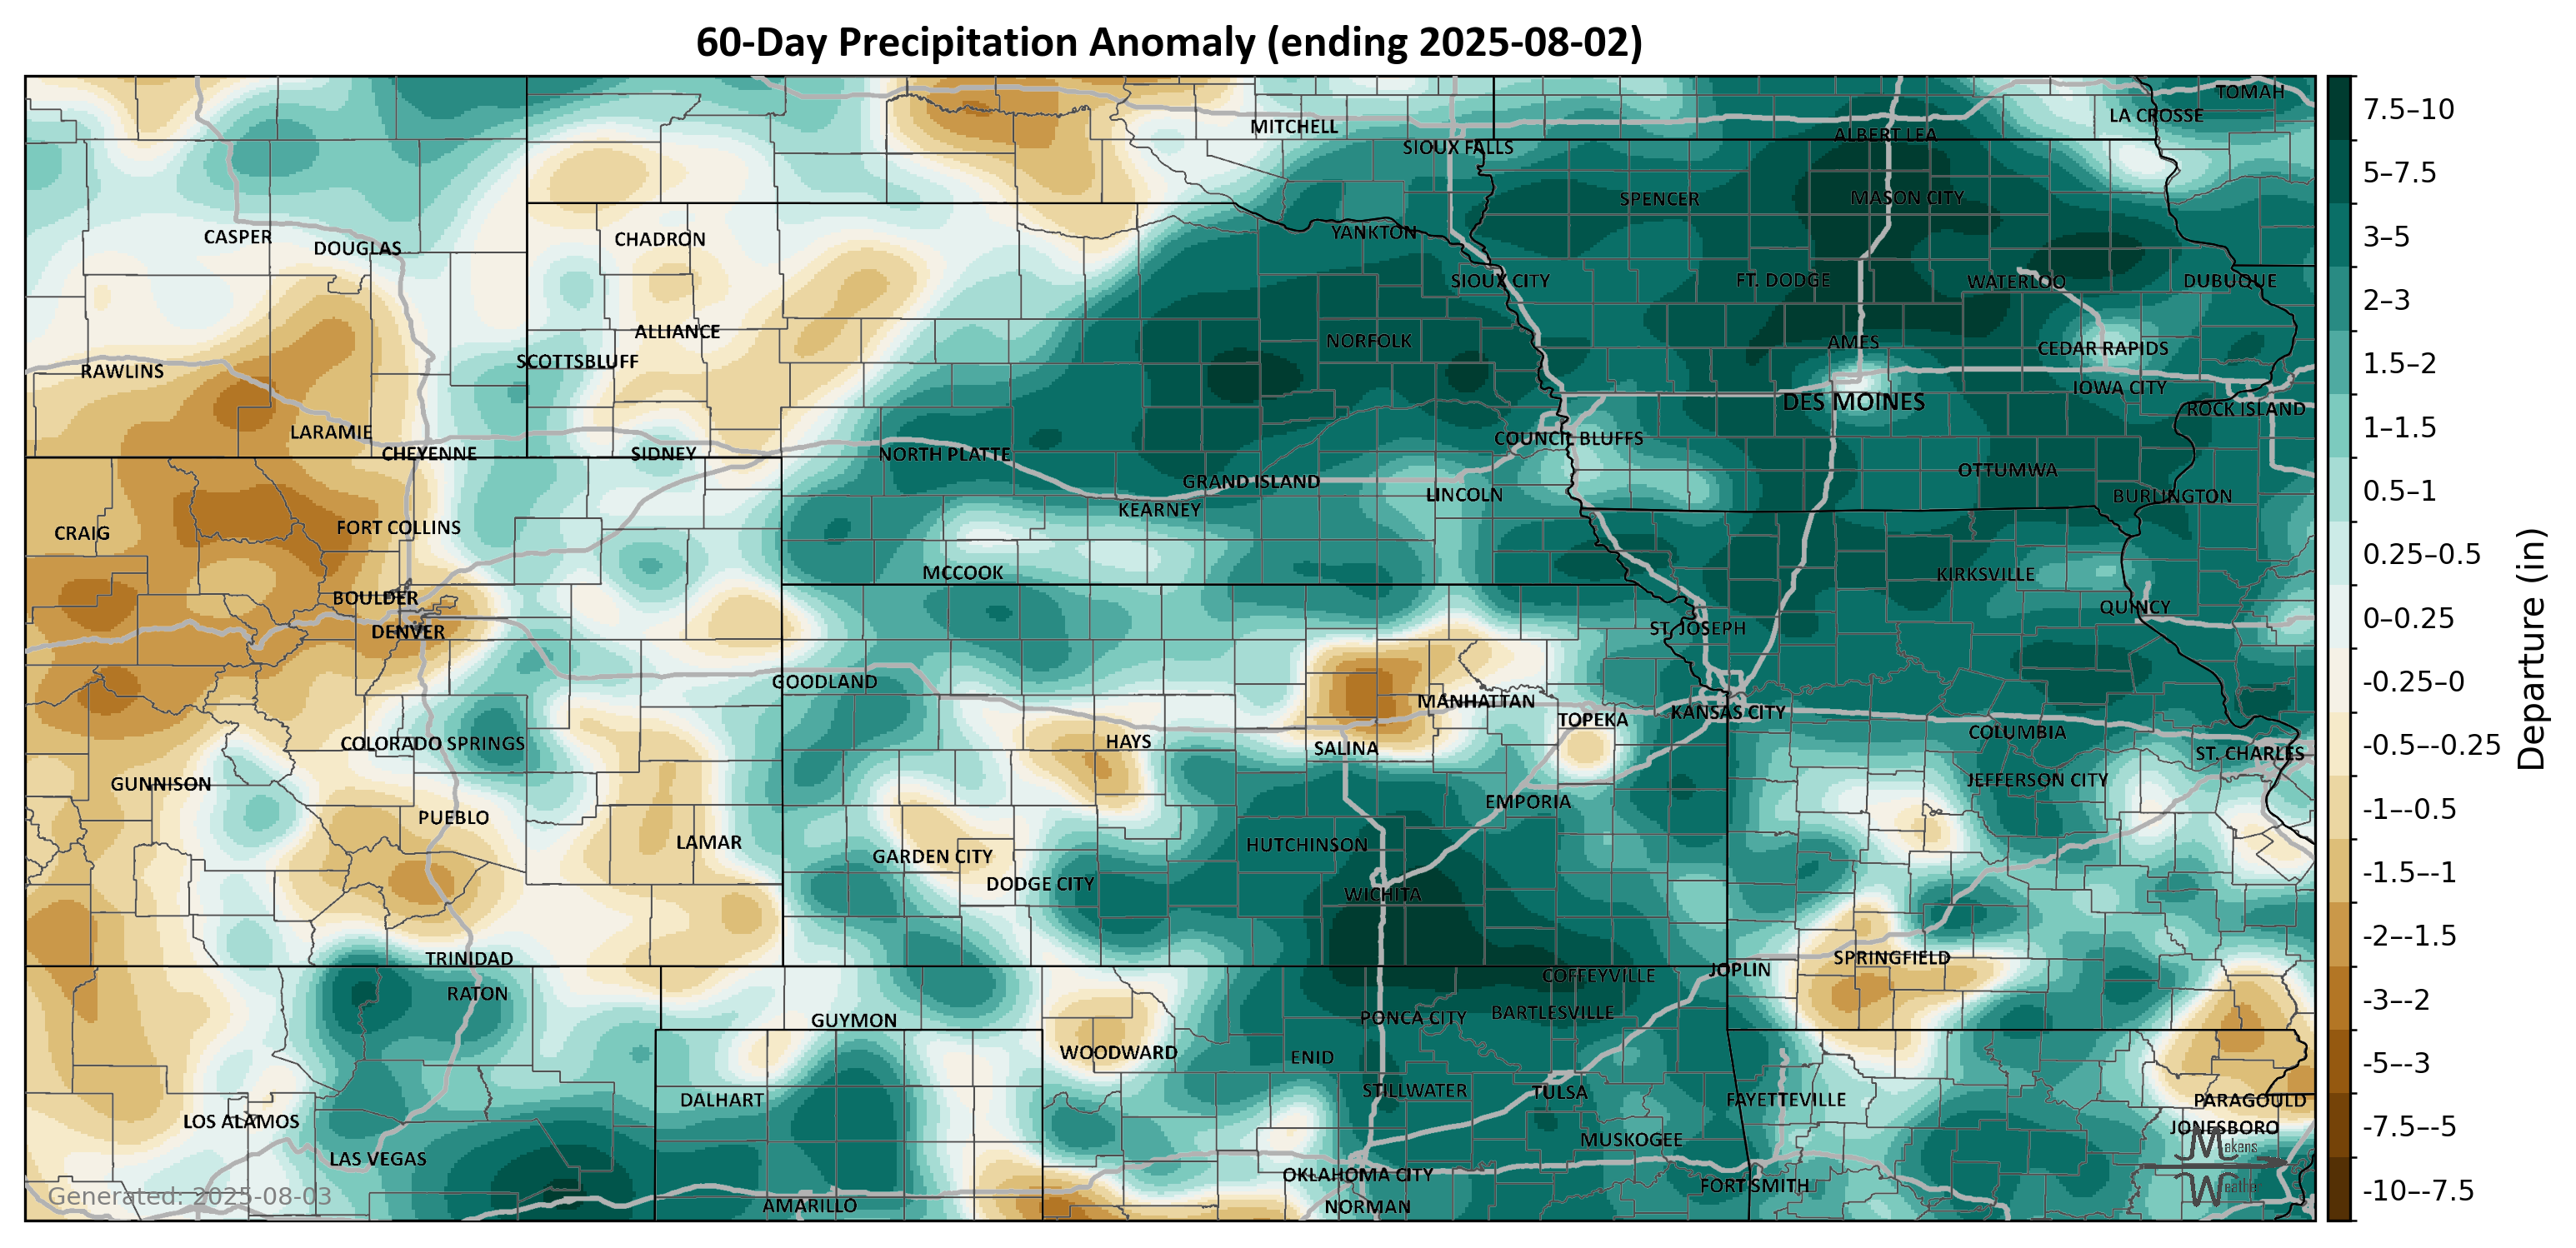 60-Day Precipitation Anomaly (ending 2025-08-02)
TOMAH
LA CROSSE
MITCHELL
ALBERT LEA
SIOUX FALLS
SPENCER
MASON CITY
YANKTON
CASPER
CHADRON
DOUGLAS
SIOUX CITY
FT. DODGE
WATERLOO
DUBUQUE
ALLIANCE
NORFOLK
AMES
CEDAR RAPIDS
SCOTTSBLUFF
RAWLINS
IOWA CITY
DES MOINES
ROCK ISLAND
LARAMIE
COUNCIL BLUFFS
CHEYENNE
SIDNEY
NORTH PLATTE
OTTUMWA
GRAND ISLAND
LINCOLN
BURLINGTON
KEARNEY
CRAIG
FORT COLLINS
MCCOOK
KIRKSVILLE
BOULDER
QUINCY
DENVER
ST. JOSEPH
GOODLAND
MANHATTAN
KANSAS CITY
TOPEKA
COLUMBIA
COLORADO SPRINGS
HAYS
SALINA
ST. CHARLES
GUNNISON
JEFFERSON CITY
EMPORIA
PUEBLO
LAMAR
HUTCHINSON
GARDEN CITY
DODGE CITY
WICHITA
TRINIDAD
SPRINGFIELD
JOPLIN
COFFEYVILLE
RATON
BARTLESVILLE
PONCA CITY
GUYMON
WOODWARD
ENID
STILLWATER
TULSA
DALHART
FAYETTEVILLE
PARAGOULD
LOS ALAMOS
JONESBORO
MUSKOGEE
LAS VEGAS
OKLAHOMA CITY
FORT SMITH
AMARILLO
NORMAN
Generated: 2025-08-03
Makens
Weathe
7.5–10
5–7.5
3–5
2–3
1.5–2
1–1.5
0.5–1
0.25–0.5
0–0.25
-0.25–0
-0.5–-0.25
-1–-0.5
-1.5–-1
-2–-1.5
-3–-2
-5–-3
-7.5–-5
-10–-7.5
Departure (in)